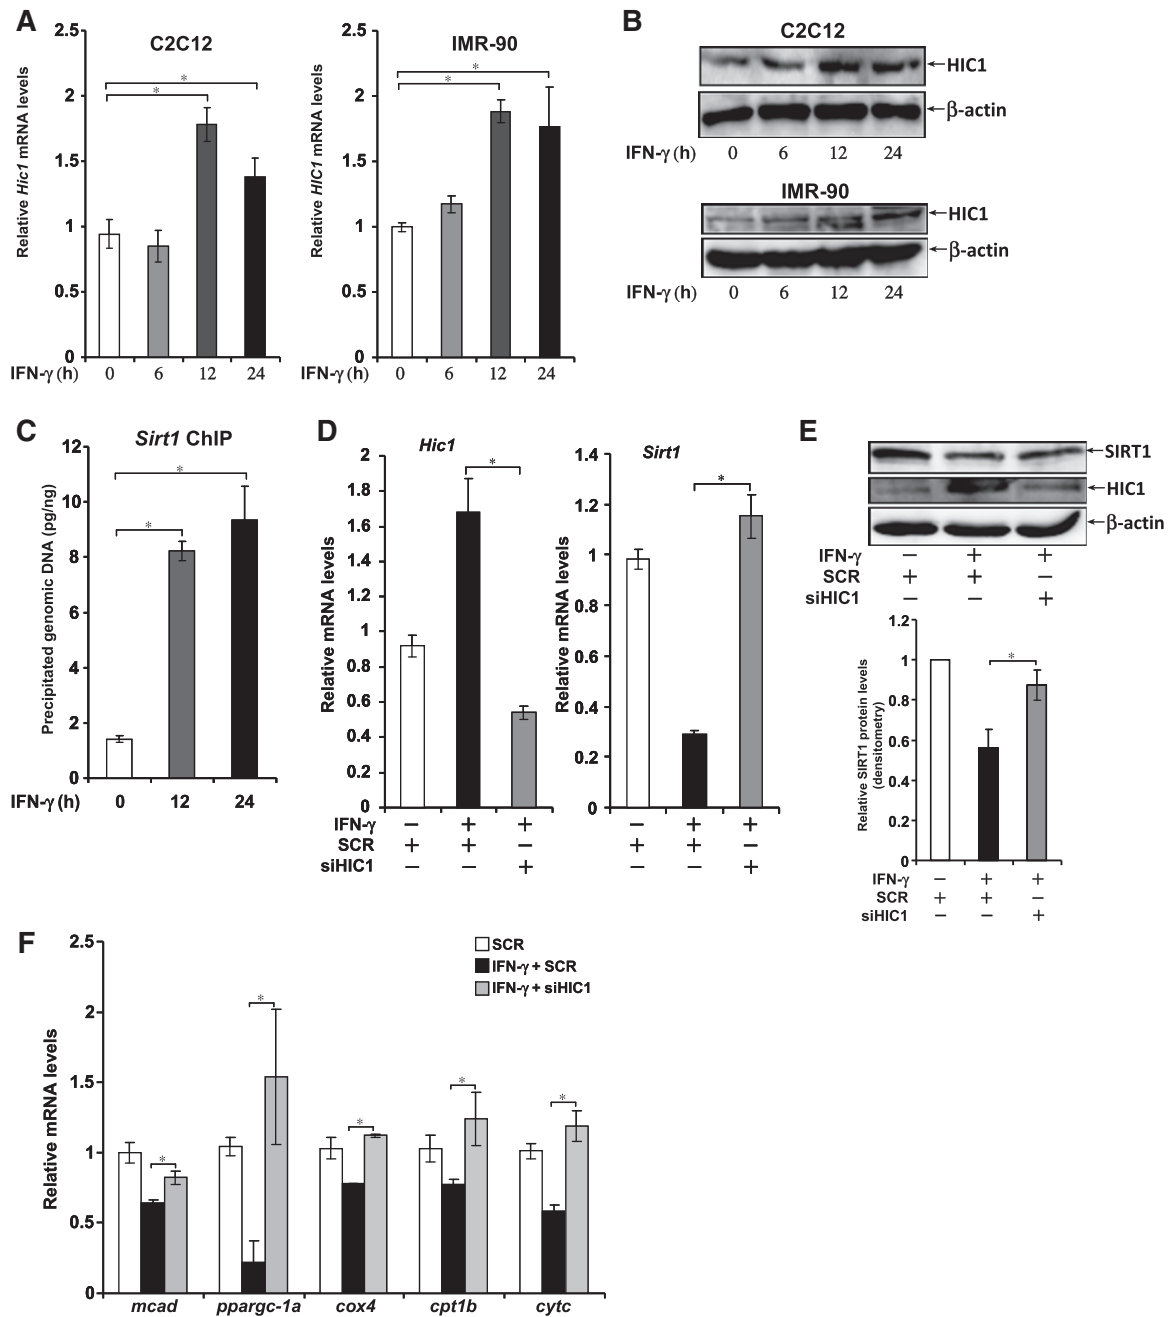 A
C2C12
Relative Hic1 mRNA levels
2.5
2
1.5
1
0.5
0
* *
IFN-γ (h) 0 6 12 24
IMR-90
Relative HIC1 mRNA levels
2.5
2
1.5
1
0.5
0
* *
IFN-γ (h) 0 6 12 24
B
C2C12
←HIC1
←β-actin
IFN-γ (h) 0 6 12 24
IMR-90
←HIC1
←β-actin
IFN-γ (h) 0 6 12 24
C
Sirt1 ChIP
Precipitated genomic DNA (pg/ng)
12
10
8
6
4
2
0
* *
IFN-γ (h) 0 12 24
D
Hic1
Relative mRNA levels
2
1.8
1.6
1.4
1.2
1
0.8
0.6
0.4
0.2
0
*
IFN-γ – + +
SCR + + –
siHIC1 – – +
Sirt1
Relative mRNA levels
1.4
1.2
1
0.8
0.6
0.4
0.2
0
*
– + +
+ + –
– – +
E
←SIRT1
←HIC1
←β-actin
IFN-γ – + +
SCR + + –
siHIC1 – – +
Relative SIRT1 protein levels
(densitometry)
1.2
1
0.8
0.6
0.4
0.2
0
*
IFN-γ – + +
SCR + + –
siHIC1 – – +
F
Relative mRNA levels
2.5
2
1.5
1
0.5
0
SCR
IFN-γ + SCR
IFN-γ + siHIC1
* * * * *
mcad ppargc-1a cox4 cpt1b cytc